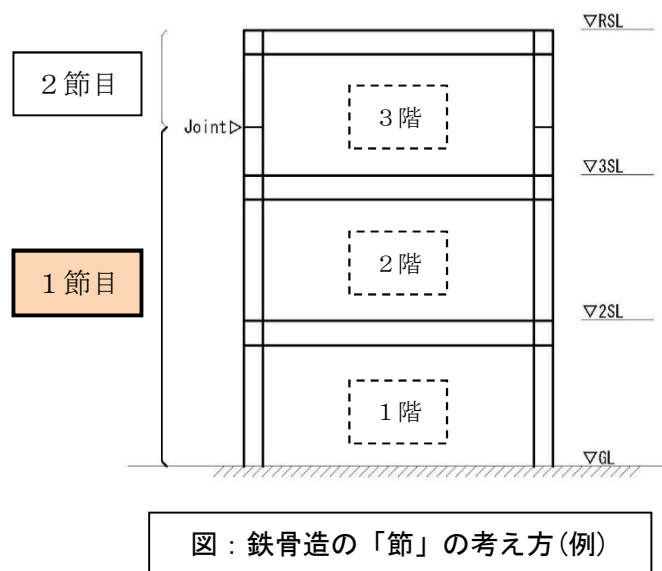 ▽RSL
２節目
３階
Joint▷
▽3SL
２階
１節目
▽2SL
１階
▽GL
図：鉄骨造の「節」の考え方(例)